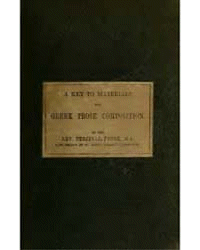 A KEY TO MATERIALS
FOR
GREEK PROSE COMPOSITION.
BY THE
REV. PERCIVAL FROST, M.A.